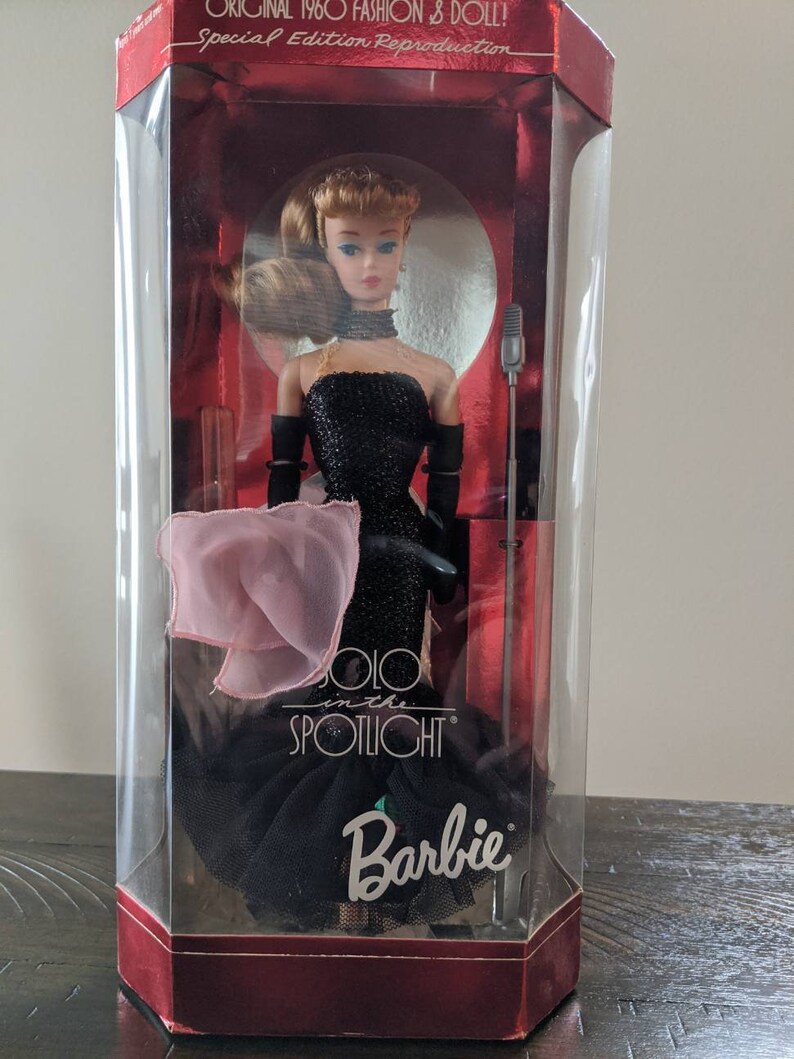 ORIGINAL 1960 FASHION & DOLL!
Special Edition Reproduction
SOLO
in the
SPOTLIGHT®
Barbie®